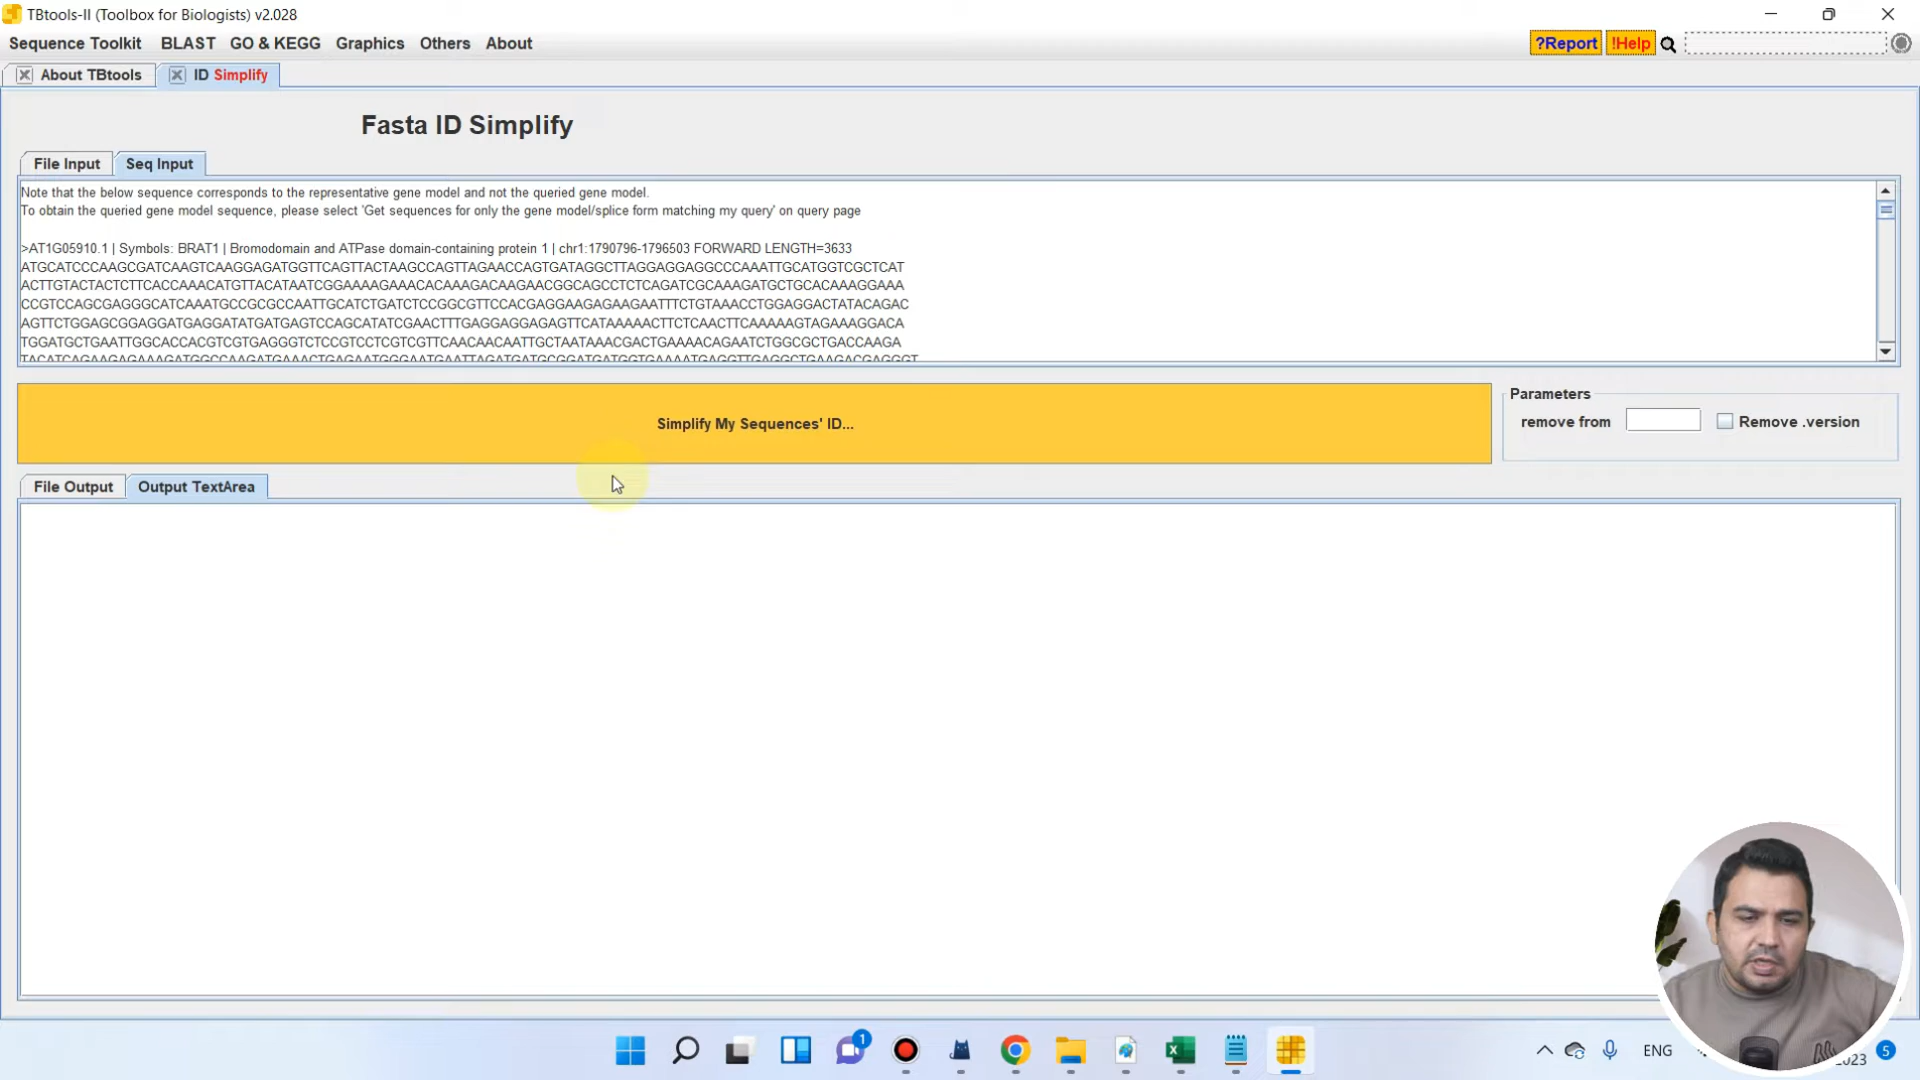 TBtools-II (Toolbox for Biologists) v2.028
Sequence Toolkit BLAST GO & KEGG Graphics Others About
?Report !Help
About TBtools ID Simplify
Fasta ID Simplify
File Input Seq Input
Note that the below sequence corresponds to the representative gene model and not the queried gene model.
To obtain the queried gene model sequence, please select 'Get sequences for only the gene model/splice form matching my query' on query page
>AT1G05910.1 | Symbols: BRAT1 | Bromodomain and ATPase domain-containing protein 1 | chr1:1790796-1796503 FORWARD LENGTH=3633
ATGCATCCCAAGCGATCAAGTCAAGGAGATGGTTCAGTTACTAAGCCAGTTAGAACCAGTGATAGGCTTAGGAGGAGGCCCAAATTGCATGGTCGCTCAT
ACTTGTACTACTCTTCACCAAACATGTTACATAATCGGAAAAGAAACACAAAGACAAGAACGGCAGCCTCTCAGATCGCAAAGATGCTGCACAAAGGAAA
CCGTCCAGCGAGGGCATCAAATGCCGCGCCAATTGCATCTGATCTCCGGCGTTCCACGAGGAAGAGAAGAATTTCTGTAAACCTGGAGGACTATACAGAC
AGTTCTGGAGCGGAGGATGAGGATATGATGAGTCCAGCATATCGAACTTTGAGGAGGAGAGTTCATAAAAACTTCTCAACTTCAAAAAGTAGAAAGGACA
TGGATGCTGAATTGGCACCACGTCGTGAGGGTCTCCGTCCTCGTCGTTCAACAACAATTGCTAATAAACGACTGAAAACAGAATCTGGCGCTGACCAAGA
TACATCAGAAGAGAAAGATGGCCAAGATGAAACTGAGAATGGGAATGAATTAGATGATGCGGATGATGGTGAAAATGAGGTTGAGGCTGAAGACGAGGGT
Simplify My Sequences' ID...
Parameters
remove from Remove .version
File Output Output TextArea
1
ENG
2023
5